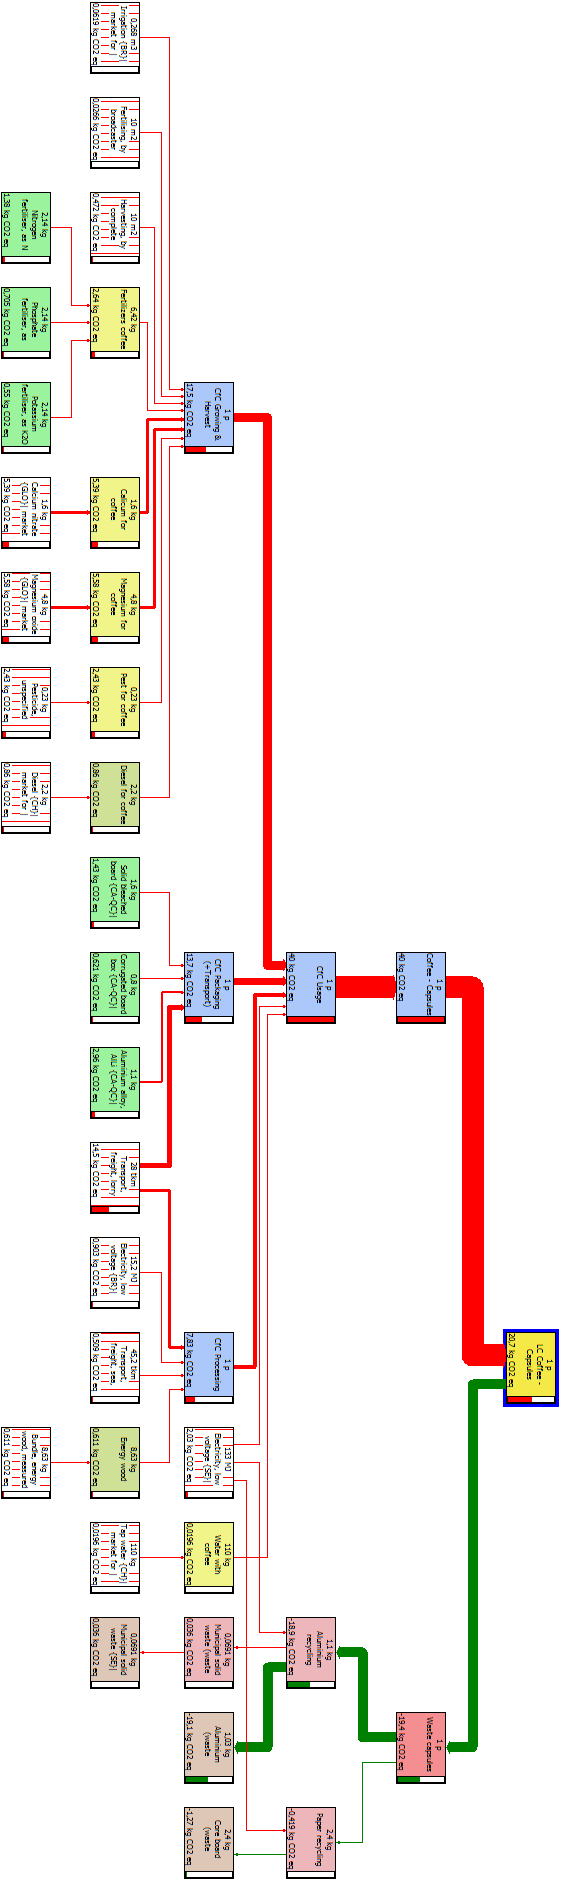 1 p
LC Coffee -
Capsules
20,7 kg CO2 eq
1 p
Coffee - Capsules
40 kg CO2 eq
1 p
Waste capsules
-19,4 kg CO2 eq
1 p
CfC Usage
40 kg CO2 eq
1,1 kg
Aluminium
recycling
-18,9 kg CO2 eq
2,4 kg
Paper recycling
-0,419 kg CO2 eq
1 p
CfC Growing &
Harvest
17,5 kg CO2 eq
1 p
CfC Packaging
(+Transport)
13,7 kg CO2 eq
1 p
CfC Processing
7,83 kg CO2 eq
133 MJ
Electricity, low
voltage {SE}|
2,03 kg CO2 eq
110 kg
Water with
coffee
0,0196 kg CO2 eq
0,0691 kg
Municipal solid
waste (waste
0,036 kg CO2 eq
1,03 kg
Aluminium
(waste
-19,1 kg CO2 eq
2,4 kg
Core board
(waste
-1,27 kg CO2 eq
0,268 m3
Irrigation {BR}|
market for |
0,0619 kg CO2 eq
10 m2
Fertilising, by
broadcaster
0,0266 kg CO2 eq
10 m2
Harvesting, by
complete
0,472 kg CO2 eq
6,42 kg
Fertilizers coffee
2,64 kg CO2 eq
1,6 kg
Callicum for
coffee
5,39 kg CO2 eq
4,8 kg
Magnesium for
coffee
5,58 kg CO2 eq
0,23 kg
Pest for coffee
2,43 kg CO2 eq
2,2 kg
Diesel for coffee
0,86 kg CO2 eq
1,6 kg
Solid bleached
board {CA-QC}|
1,43 kg CO2 eq
0,8 kg
Corrugated board
box {CA-QC}|
0,621 kg CO2 eq
1,1 kg
Aluminium alloy,
AlLi {CA-QC}|
2,96 kg CO2 eq
28 tkm
Transport,
freight, lorry
14,5 kg CO2 eq
15,2 MJ
Electricity, low
voltage {BR}|
0,903 kg CO2 eq
45,2 tkm
Transport,
freight, sea,
0,509 kg CO2 eq
8,63 kg
Energy wood
0,611 kg CO2 eq
110 kg
Tap water {CH}|
market for |
0,0196 kg CO2 eq
0,0691 kg
Municipal solid
waste {SE}|
0,036 kg CO2 eq
2,14 kg
Nitrogen
fertiliser, as N
1,38 kg CO2 eq
2,14 kg
Phosphate
fertiliser, as
0,705 kg CO2 eq
2,14 kg
Potassium
fertiliser, as K2O
0,55 kg CO2 eq
1,6 kg
Calcium nitrate
{GLO}| market
5,39 kg CO2 eq
4,8 kg
Magnesium oxide
{GLO}| market
5,58 kg CO2 eq
0,23 kg
Pesticide,
unspecified
2,43 kg CO2 eq
2,2 kg
Diesel {CH}|
market for |
0,86 kg CO2 eq
8,63 kg
Bundle, energy
wood, measured
0,611 kg CO2 eq